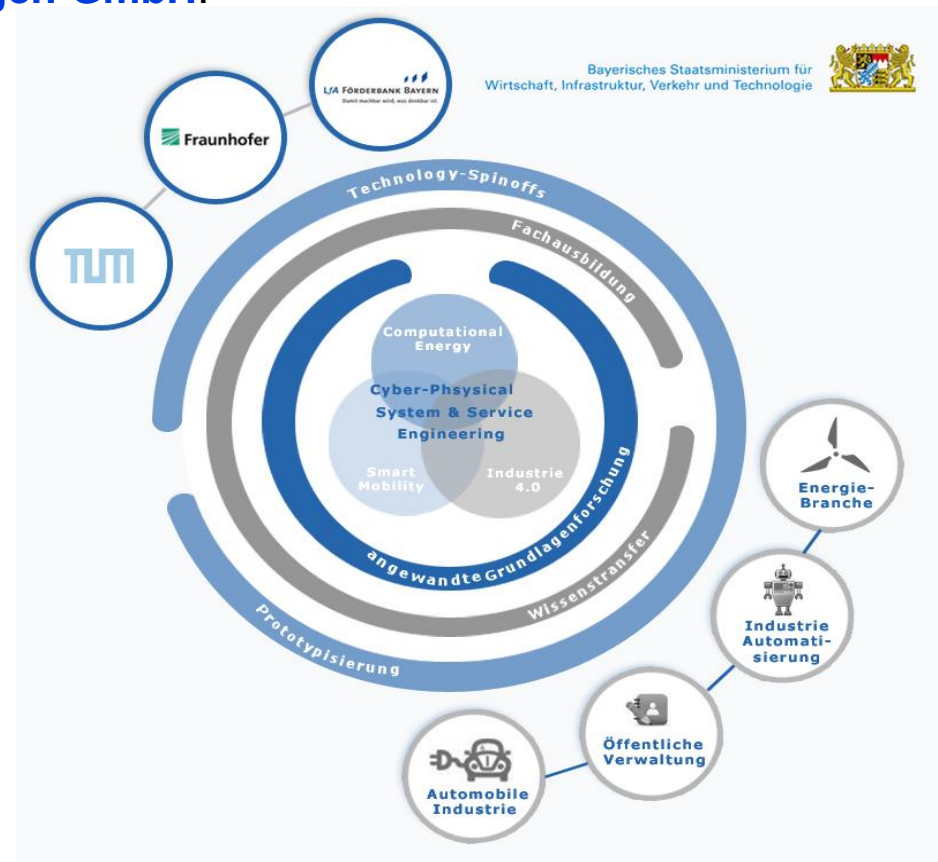 gen GmbH.
LfA FÖRDERBANK BAYERN
Damit machbar wird, was denkbar ist.
Bayerisches Staatsministerium für
Wirtschaft, Infrastruktur, Verkehr und Technologie
Fraunhofer
TUM
Technology-Spinoffs
Fachausbildung
Computational
Energy
Cyber-Phsysical
System & Service
Engineering
Smart
Mobility
Industrie
4.0
angewandte Grundlagenforschung
Wissenstransfer
Prototypisierung
Energie-
Branche
Industrie
Automati-
sierung
Öffentliche
Verwaltung
Automobile
Industrie